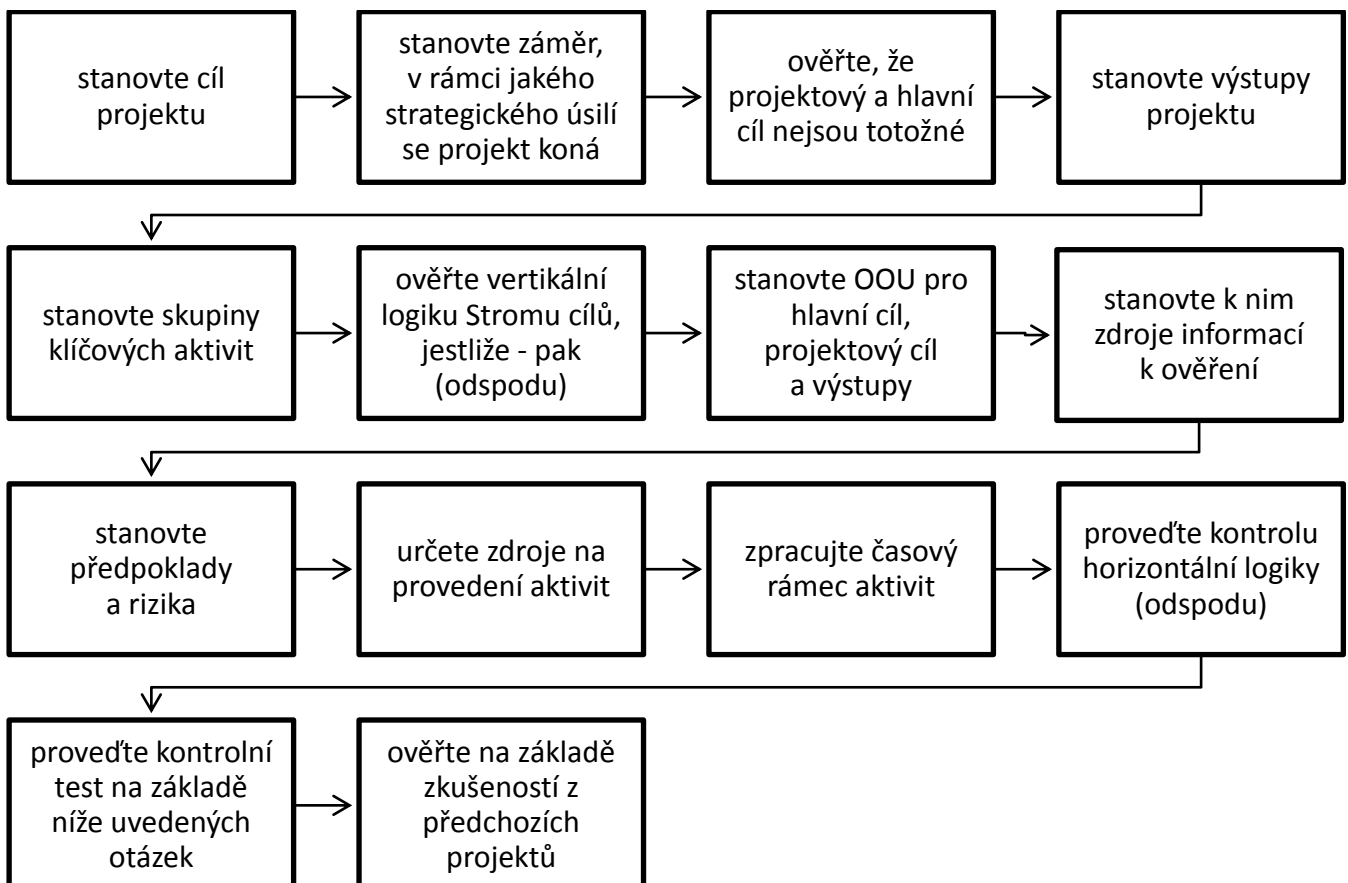 stanovte cíl
projektu
stanovte záměr,
v rámci jakého
strategického úsilí
se projekt koná
ověřte, že
projektový a hlavní
cíl nejsou totožné
stanovte výstupy
projektu
stanovte skupiny
klíčových aktivit
ověřte vertikální
logiku Stromu cílů,
jestliže - pak
(odspodu)
stanovte OOU pro
hlavní cíl,
projektový cíl
a výstupy
stanovte k nim
zdroje informací
k ověření
stanovte
předpoklady
a rizika
určete zdroje na
provedení aktivit
zpracujte časový
rámec aktivit
proveďte kontrolu
horizontální logiky
(odspodu)
proveďte kontrolní
test na základě
níže uvedených
otázek
ověřte na základě
zkušeností z
předchozích
projektů